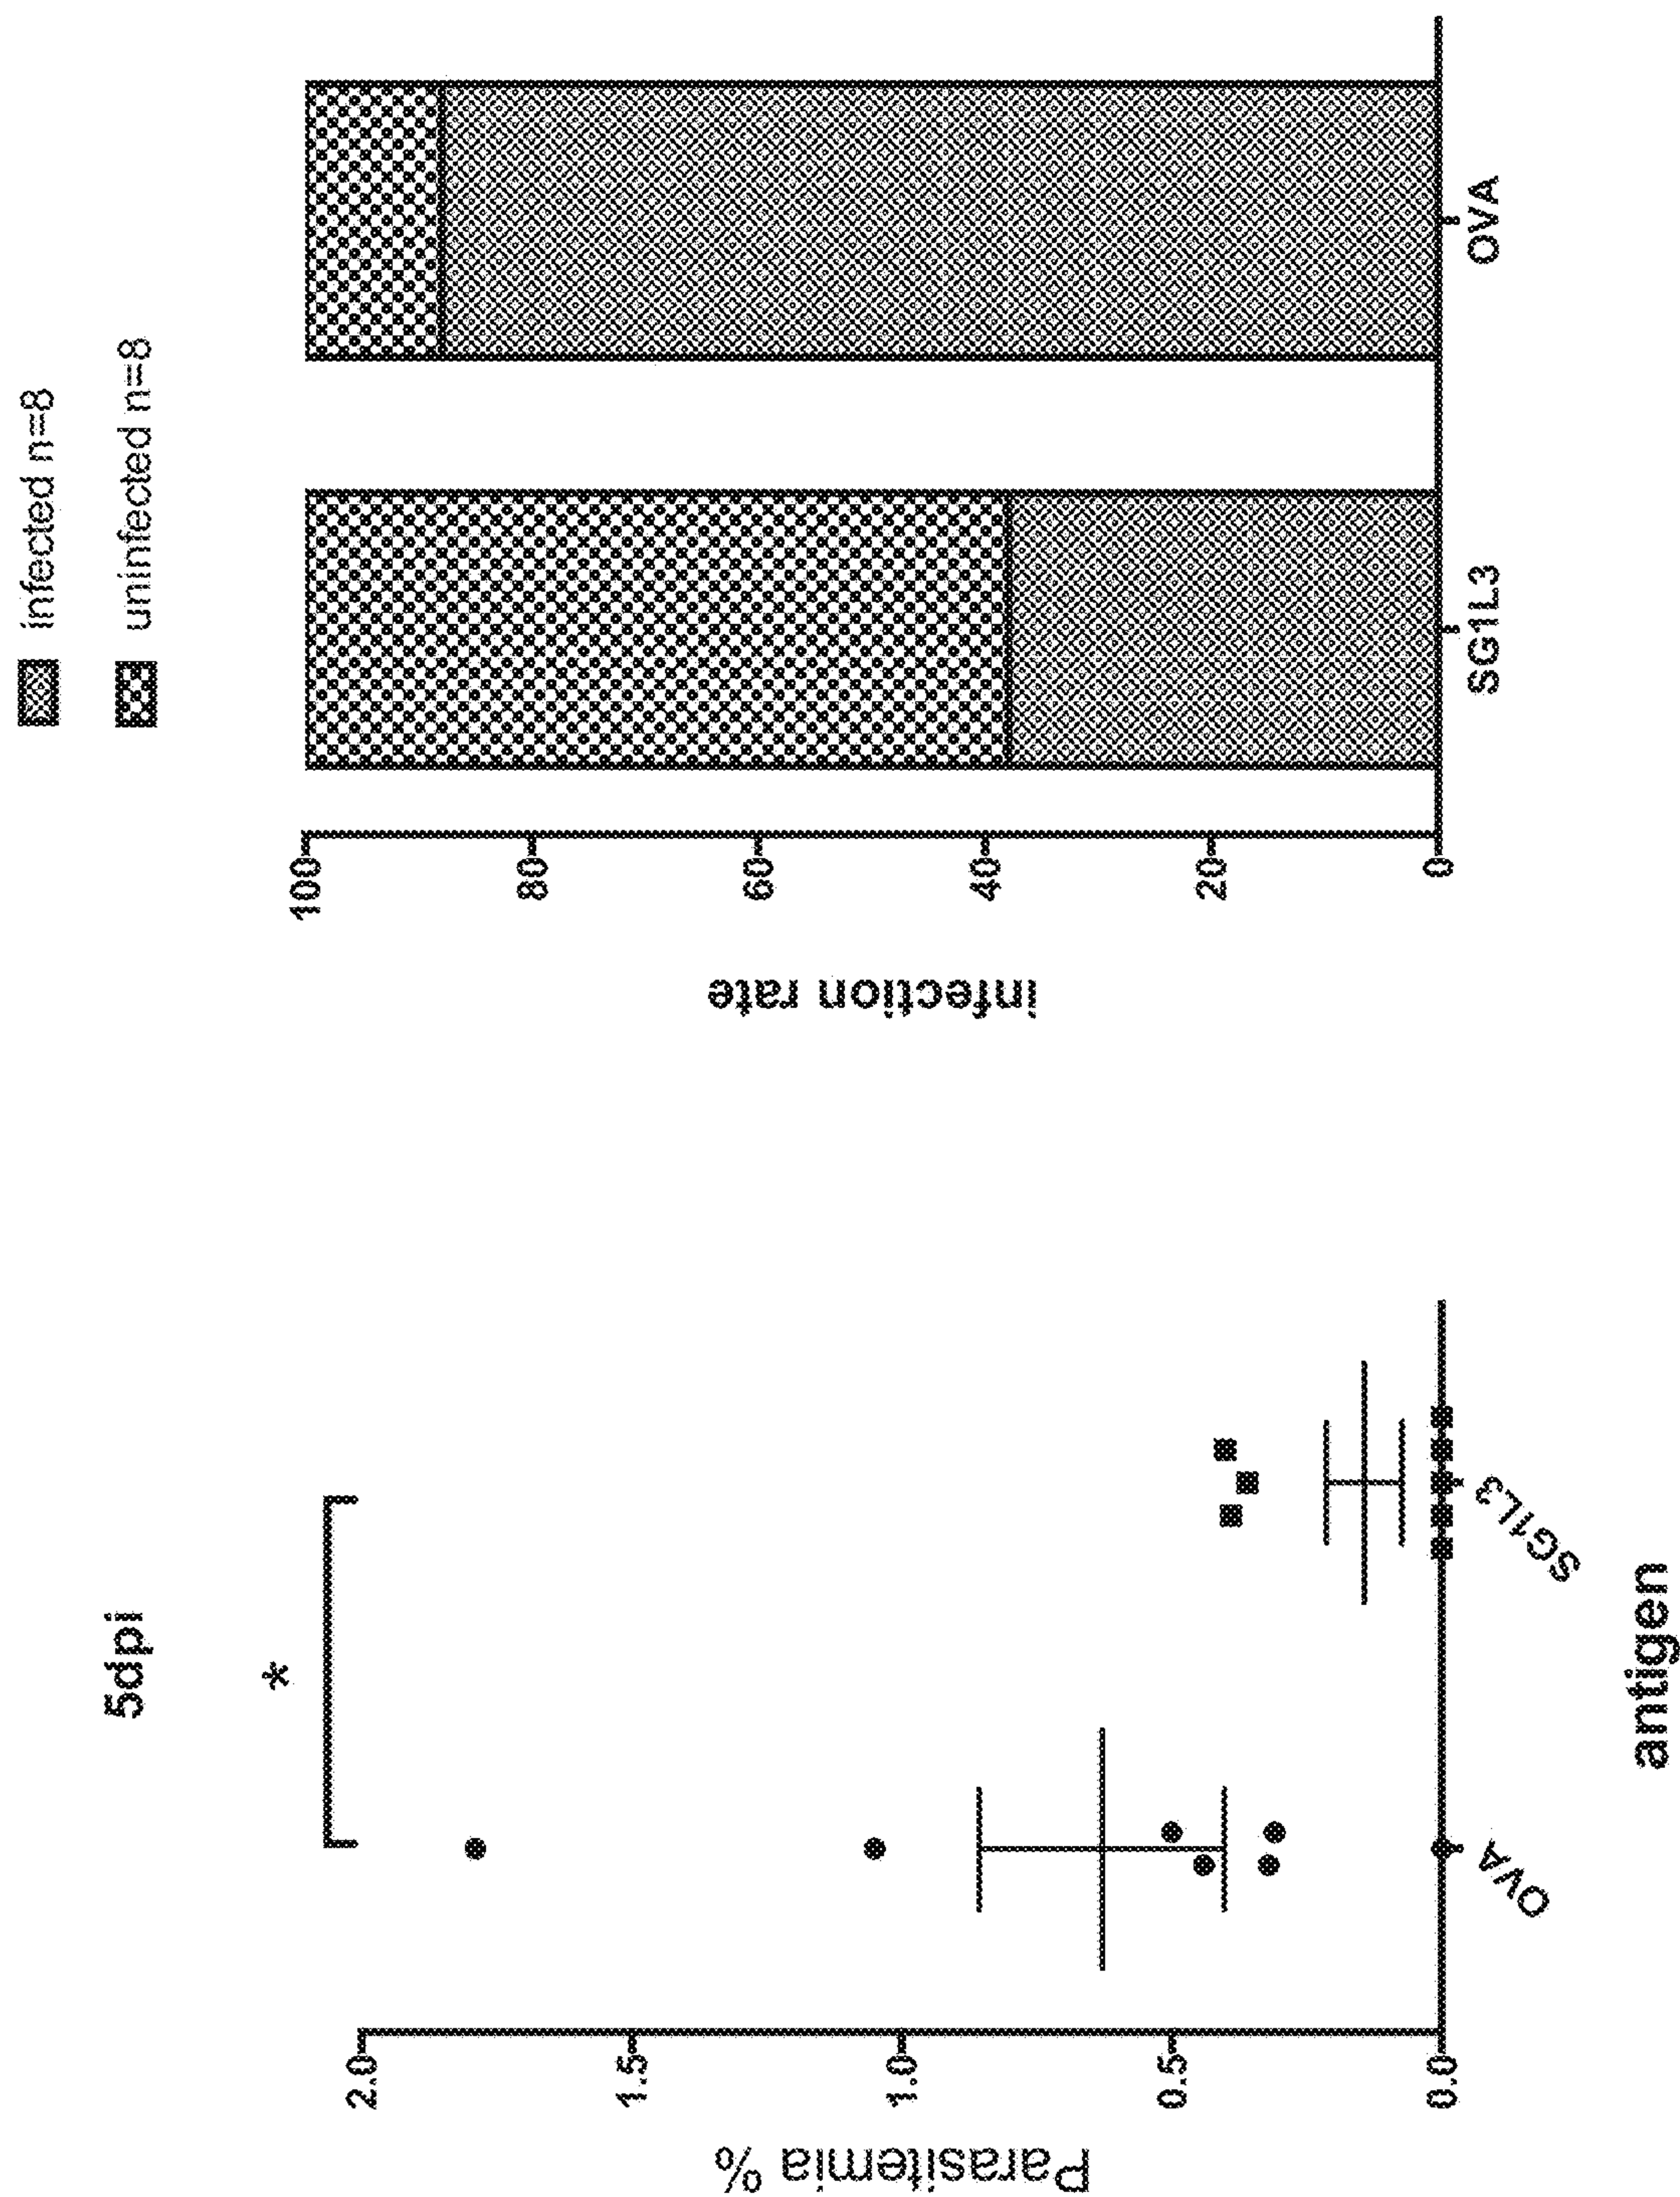 5dpi
*
Parasitemia %
2.0
1.5
1.0
0.5
0.0
OVA
SG1L3
antigen
infected n=8
uninfected n=8
infection rate
100
80
60
40
20
0
SG1L3
OVA